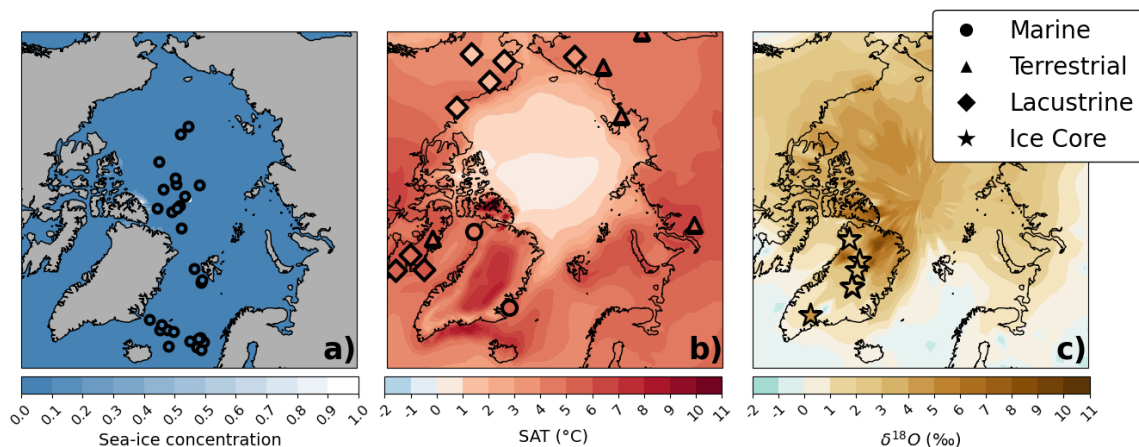 Marine
Terrestrial
Lacustrine
Ice Core
a)
b)
c)
0.0 0.1 0.2 0.3 0.4 0.5 0.5 0.6 0.7 0.8 0.9 1.0
Sea-ice concentration
-2 -1 0 1 2 4 5 6 7 8 9 10 11
SAT (°C)
-2 -1 0 1 2 4 5 6 7 8 9 10 11
δ¹⁸O (‰)